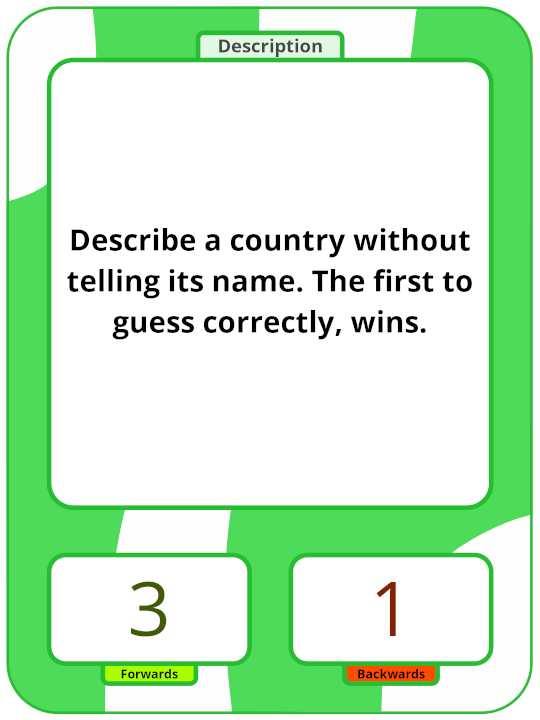 Description
Describe a country without
telling its name. The first to
guess correctly, wins.
3
1
Forwards
Backwards